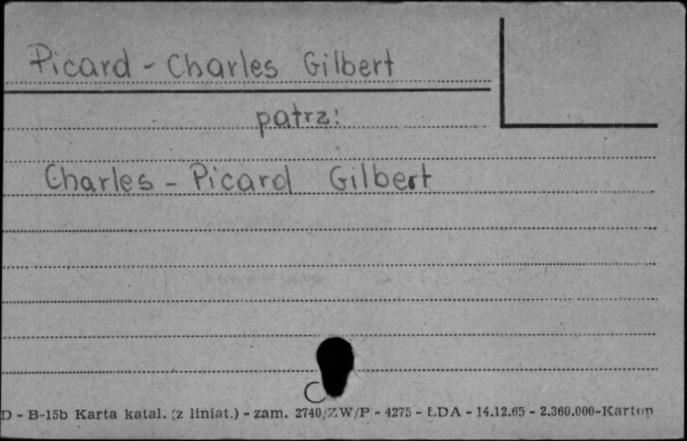 Picard - Charles Gilbert
patrz:
Charles - Picard Gilbert
D - B-15b Karta katal. (z liniat.) - zam. 2740/ZW/P - 4275 - ŁDA - 14.12.65 - 2.360.000-Karton